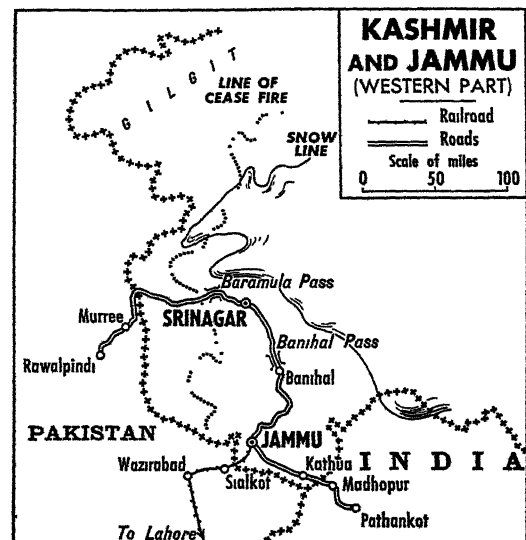 KASHMIR
AND JAMMU
(WESTERN PART)
Railroad
Roads
Scale of miles
0 50 100
GILGIT
LINE OF
CEASE FIRE
SNOW
LINE
Baramula Pass
Murree
SRINAGAR
Banihal Pass
Rawalpindi
Banihal
PAKISTAN
JAMMU
INDIA
Wazirabad
Sialkot
Kathua
Madhopur
Pathankot
To Lahore